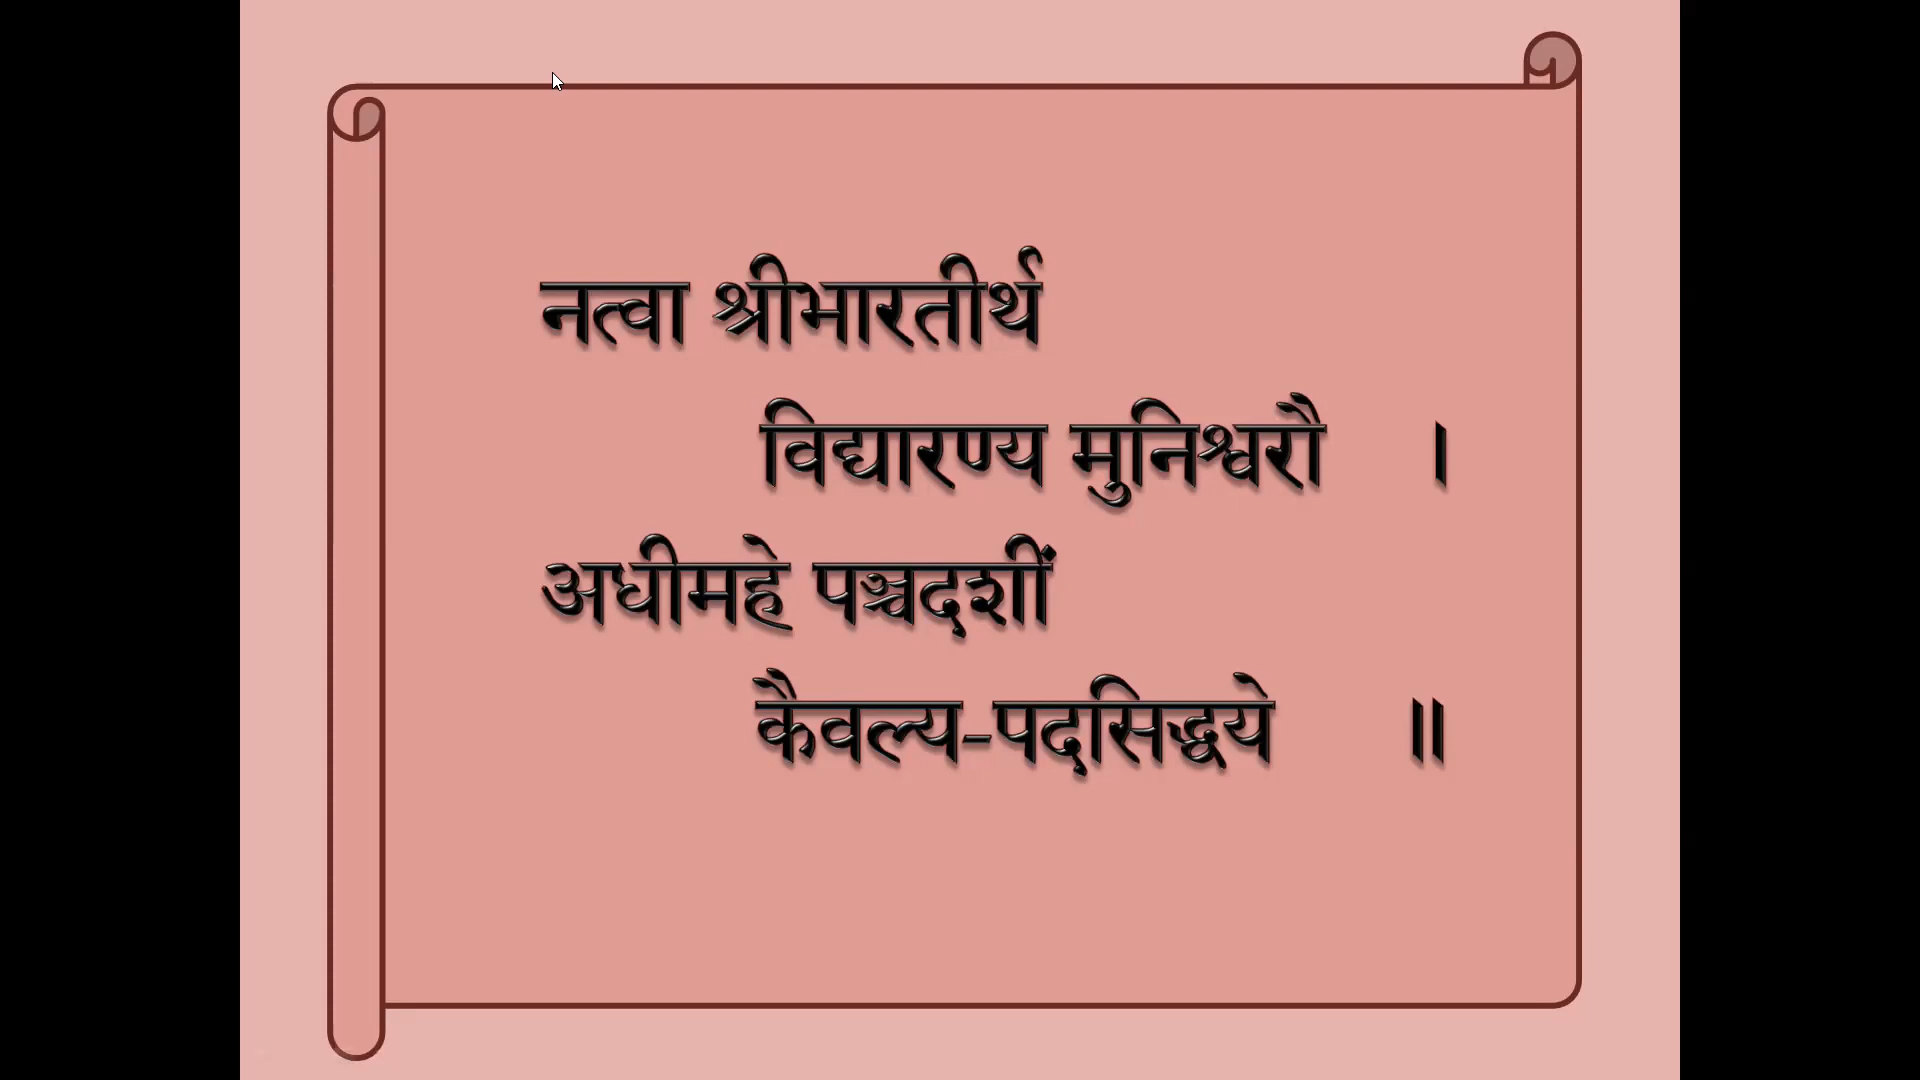 नत्वा श्रीभारतीर्थ
विद्यारण्य मुनिश्वरौ ।
अधीमहे पञ्चदशीं
कैवल्य-पदसिद्धये ॥